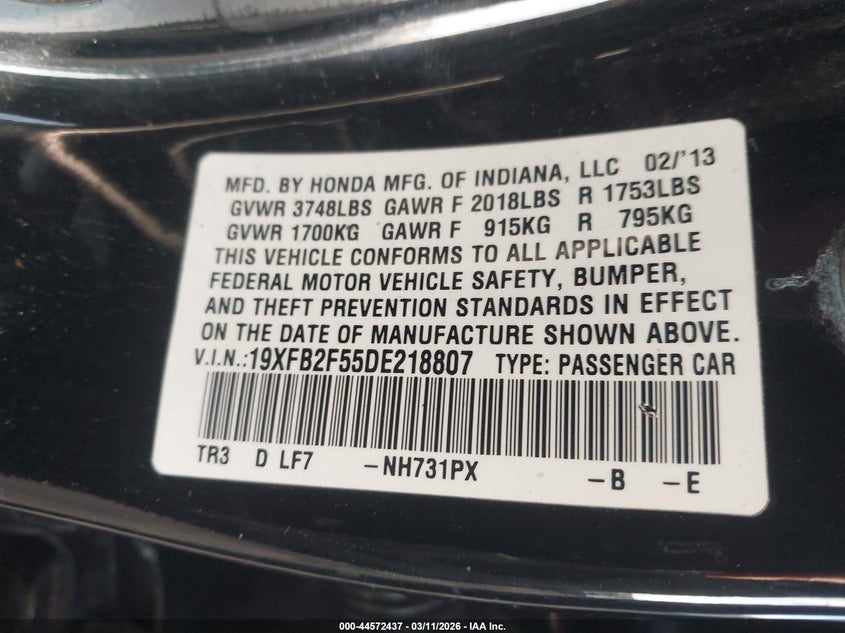 MFD. BY HONDA MFG. OF INDIANA, LLC 02/'13
GVWR 3748LBS GAWR F 2018LBS R 1753LBS
GVWR 1700KG GAWR F 915KG R 795KG
THIS VEHICLE CONFORMS TO ALL APPLICABLE
FEDERAL MOTOR VEHICLE SAFETY, BUMPER,
AND THEFT PREVENTION STANDARDS IN EFFECT
ON THE DATE OF MANUFACTURE SHOWN ABOVE.
V.I.N.:19XFB2F55DE218807 TYPE: PASSENGER CAR
TR3 D LF7 -NH731PX -B -E
000-44572437 - 03/11/2026 - IAA Inc.